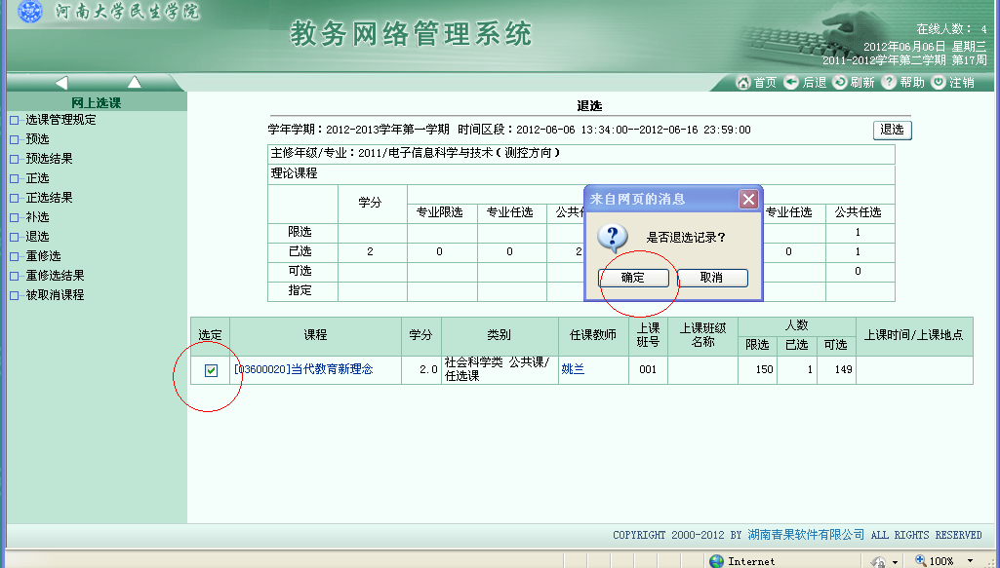 河南大学民生学院
教务网络管理系统
在线人数： 4
2012年06月06日 星期三
2011-2012学年第二学期 第17周
首页 后退 刷新 帮助 注销
网上选课
选课管理规定
预选
预选结果
正选
正选结果
补选
退选
重修选
重修选结果
被取消课程
退选
学年学期：2012-2013学年第一学期 时间区段：2012-06-06 13:34:00--2012-06-16 23:59:00
退选
主修年级/专业：2011/电子信息科学与技术（测控方向）
理论课程
学分
专业限选 专业任选 公共 专业任选 公共任选
限选 1
已选 2 0 0 2 0 1
可选 0
指定
来自网页的消息
是否退选记录？
确定 取消
选定 课程 学分 类别 任课教师 上课班号 上课班级名称 人数 上课时间/上课地点
限选 已选 可选
[03600020]当代教育新理念 2.0 社会科学类 公共课/任选课 姚兰 001 150 1 149
COPYRIGHT 2000-2012 BY 湖南青果软件有限公司 ALL RIGHTS RESERVED
Internet 100%